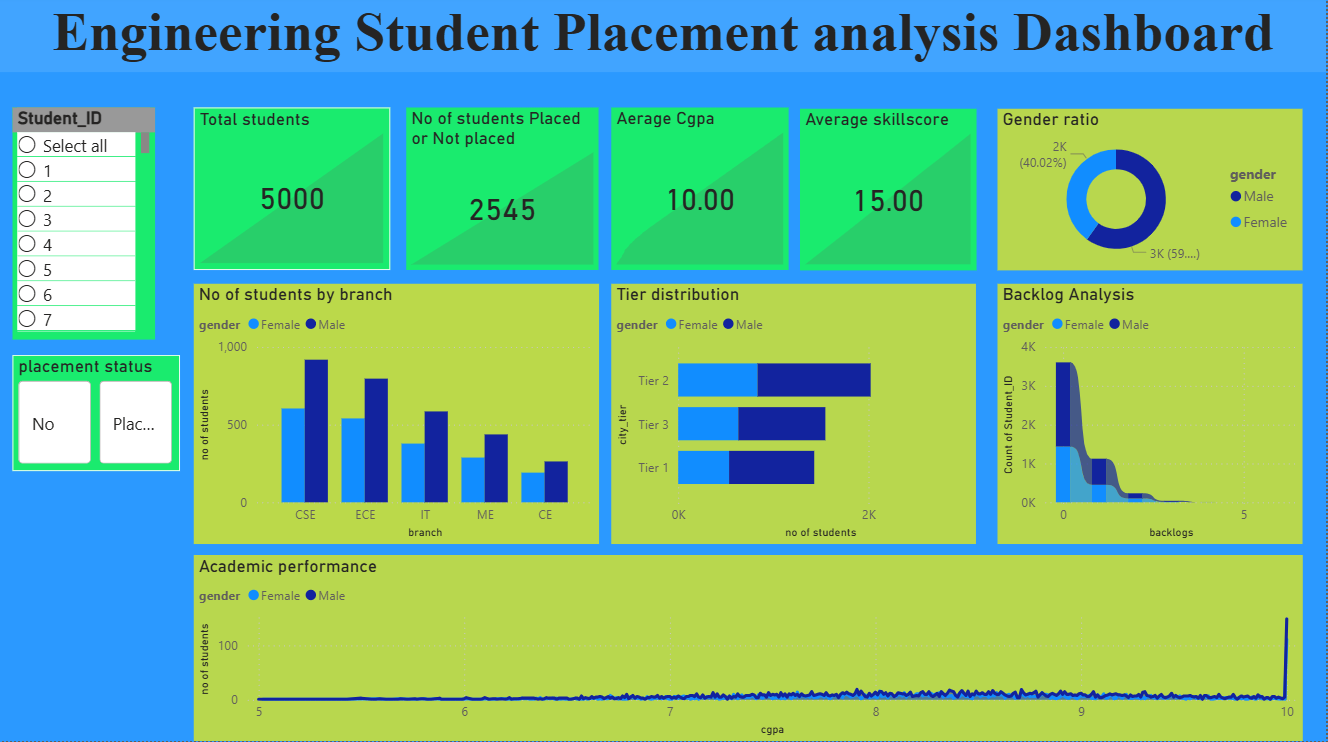 Engineering Student Placement analysis Dashboard
Student_ID
Select all
1
2
3
4
5
6
7
placement status
No
Plac...
Total students
5000
No of students Placed
or Not placed
2545
Aerage Cgpa
10.00
Average skillscore
15.00
Gender ratio
2K
(40.02%)
3K (59....)
gender
Male
Female
No of students by branch
gender Female Male
no of students
1,000
500
0
CSE ECE IT ME CE
branch
Tier distribution
gender Female Male
city_tier
Tier 2
Tier 3
Tier 1
0K 2K
no of students
Backlog Analysis
gender Female Male
Count of Student_ID
4K
3K
2K
1K
0K
0 5
backlogs
Academic performance
gender Female Male
no of students
100
0
5 6 7 8 9 10
cgpa